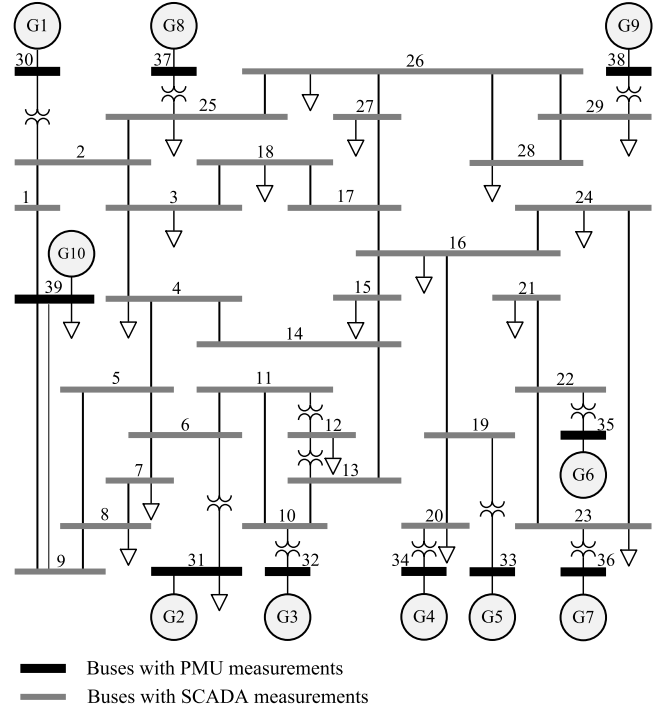 G1 G8 G9
30 37 26 38
25 27 29
2 18 28
1 3 17 24
G10 16
39 4 15 21
14
5 11 22
6 12 19 35
7 13 G6
8 10 20 23
9 31 32 34 33 36
G2 G3 G4 G5 G7
Buses with PMU measurements
Buses with SCADA measurements